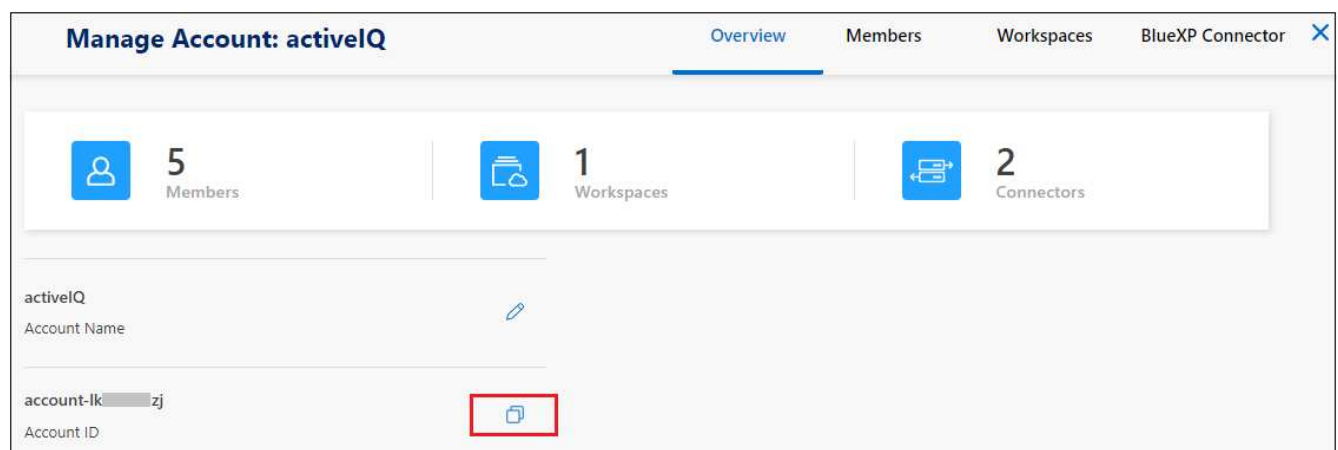 Manage Account: activeIQ
Overview Members Workspaces BlueXP Connector
5 1 2
Members Workspaces Connectors
activeIQ
Account Name
account-lk zj
Account ID